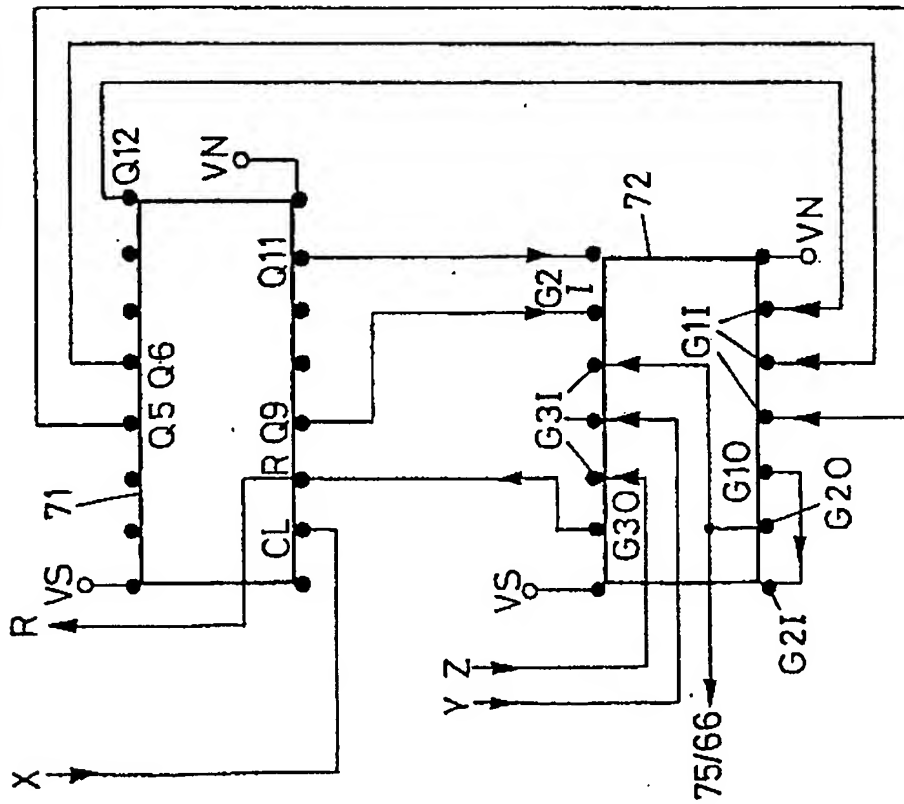 X
R
VS
71
Q5 Q6
Q12
CL
R
Q9
Q11
VN
Y
Z
VS
G3O
G3I
G2
I
72
75/66
G2I
G2O
G1O
G1I
VN